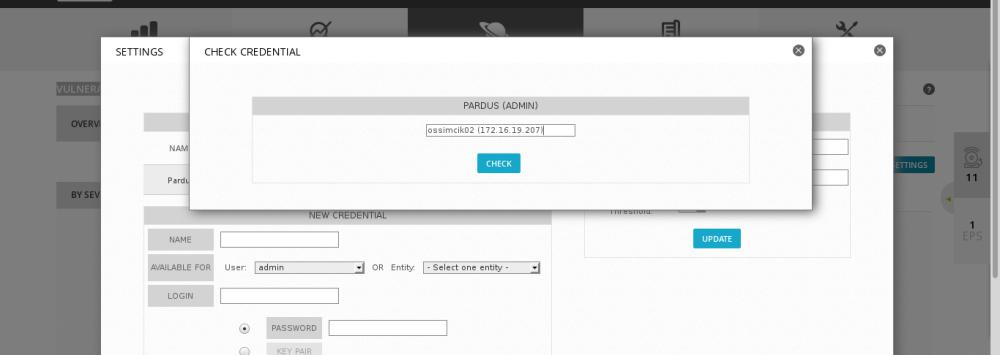 SETTINGS
CHECK CREDENTIAL
VULNERA
PARDUS (ADMIN)
OVERV
ossimcik02 (172.16.19.207)
NAM
CHECK
ETTINGS
11
Pardu
BY SEV
Threshold:
NEW CREDENTIAL
1
EPS
NAME
UPDATE
AVAILABLE FOR
User:
admin
OR
Entity:
- Select one entity -
LOGIN
PASSWORD
KEY PAIR